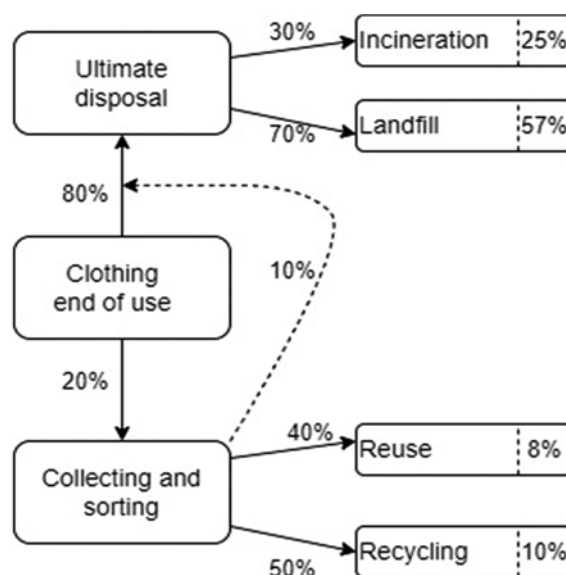 30%
Incineration 25%
Ultimate
disposal
70%
Landfill 57%
80%
10%
Clothing
end of use
20%
40%
Reuse 8%
Collecting and
sorting
50%
Recycling 10%